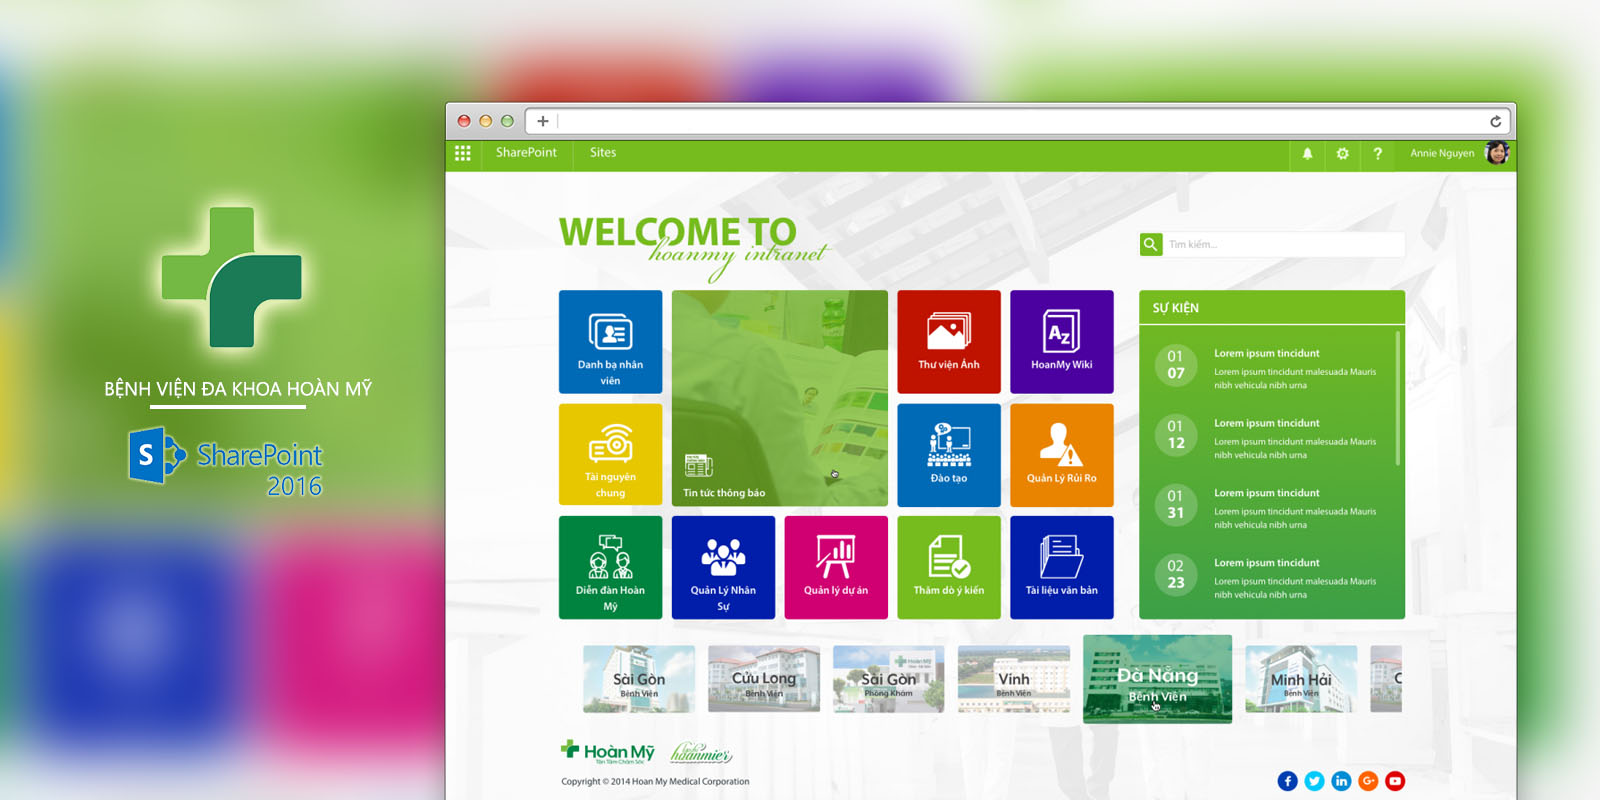 BỆNH VIỆN ĐA KHOA HOÀN MỸ
S SharePoint
2016
SharePoint
Sites
Annie Nguyen
WELCOME TO
hoanmy intranet
Tìm kiếm...
Danh bạ nhân
viên
Tin tức thông báo
Thư viện Ảnh
AZ
HoanMy Wiki
Tài nguyên
chung
Đào tạo
Quản Lý Rủi Ro
Diễn đàn Hoàn
Mỹ
Quản Lý Nhân
Sự
Quản lý dự án
Thăm dò ý kiến
Tài liệu văn bản
SỰ KIỆN
01
07
Lorem ipsum tincidunt
Lorem ipsum tincidunt malesuada Mauris
nibh vehicula nibh urna
01
12
Lorem ipsum tincidunt
Lorem ipsum tincidunt malesuada Mauris
nibh vehicula nibh urna
01
31
Lorem ipsum tincidunt
Lorem ipsum tincidunt malesuada Mauris
nibh vehicula nibh urna
02
23
Lorem ipsum tincidunt
Lorem ipsum tincidunt malesuada Mauris
nibh vehicula nibh urna
Sài Gòn
Bệnh Viện
Cửu Long
Bệnh Viện
Hoàn Mỹ
Sài Gòn
Phòng Khám
Vinh
Bệnh Viện
Đà Nẵng
Bệnh Viện
Minh Hải
Bệnh Viện
C
Hoàn Mỹ
Tận Tâm Chăm Sóc
hoanmier
Copyright © 2014 Hoan My Medical Corporation